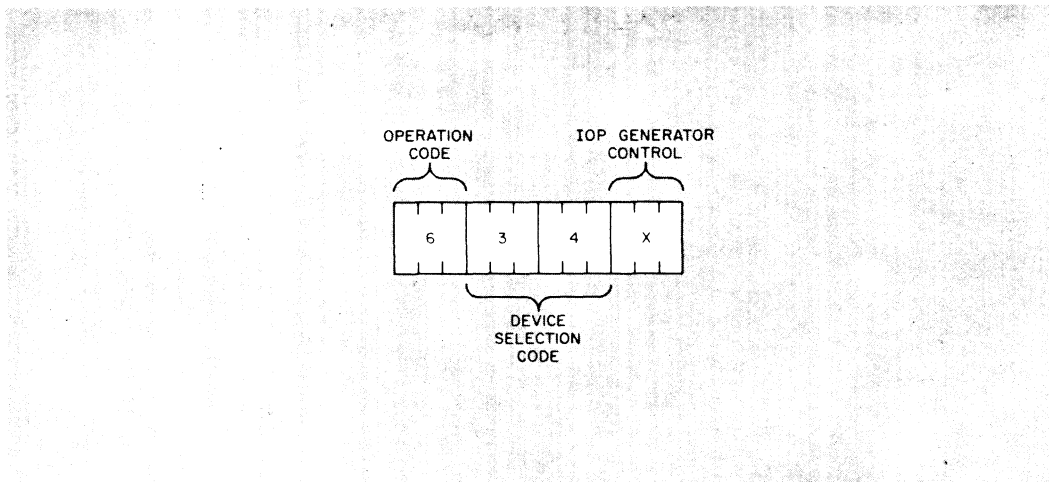 OPERATION
CODE
IOP GENERATOR
CONTROL
6 3 4 X
DEVICE
SELECTION
CODE